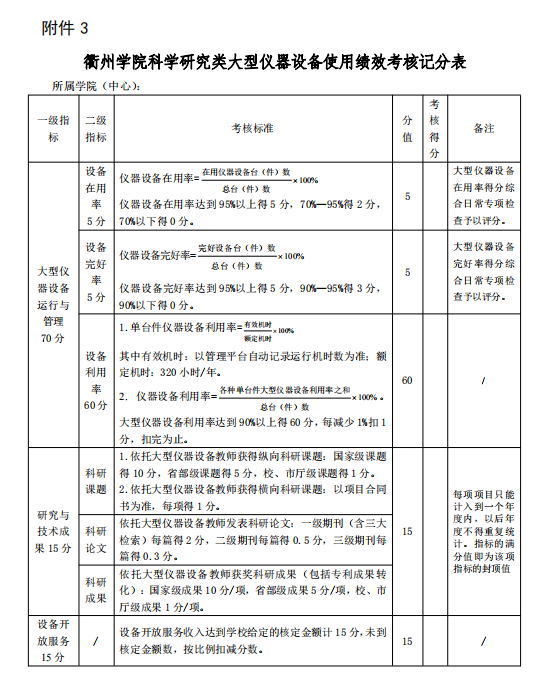 附件 3
衢州学院科学研究类大型仪器设备使用绩效考核记分表
所属学院（中心）：
一级指
标
二级
指标
考核标准
分
值
考
核
得
分
备注
大型仪
器设备
运行与
管理
70 分
设备
在用
率
5 分
仪器设备在用率=在用仪器设备台（件）数/总台（件）数×100%
仪器设备在用率达到 95%以上得 5 分，70%—95%得 2 分，
70%以下得 0 分。
5
大型仪器设备
在用率得分综
合日常专项检
查予以评分。
设备
完好
率
5 分
仪器设备完好率=完好设备台（件）数/总台（件）数×100%
仪器设备完好率达到 95%以上得 5 分，90%—95%得 3 分，
90%以下得 0 分。
5
大型仪器设备
完好率得分综
合日常专项检
查予以评分。
设备
利用
率
60 分
1.单台件仪器设备利用率=有效机时/额定机时×100%
其中有效机时：以管理平台自动记录运行机时数为准；额
定机时：320 小时/年。
2. 仪器设备利用率=各种单台件大型仪器设备利用率之和/总台（件）数×100%。
大型仪器设备利用率达到 90%以上得 60 分，每减少 1%扣 1
分，扣完为止。
60
/
研究与
技术成
果 15 分
科研
课题
1.依托大型仪器设备教师获得纵向科研课题：国家级课题
得 10 分，省部级课题得 5 分，校、市厅级课题得 1 分。
2.依托大型仪器设备教师获得横向科研课题：以项目合同
书为准，每项得 1 分。
科研
论文
依托大型仪器设备教师发表科研论文：一级期刊（含三大
检索）每篇得 2 分，二级期刊每篇得 0.5 分，三级期刊每
篇得 0.3 分。
科研
成果
依托大型仪器设备教师获奖科研成果（包括专利成果转
化）：国家级成果 10 分/项，省部级成果 5 分/项，校、市
厅级成果 1 分/项。
15
每项项目只能
计入到一个年
度内，以后年
度不得重复统
计。指标的满
分值即为该项
指标的封顶值
设备开
放服务
15 分
/
设备开放服务收入达到学校给定的核定金额计 15 分，未到
核定金额数，按比例扣减分数。
15
/